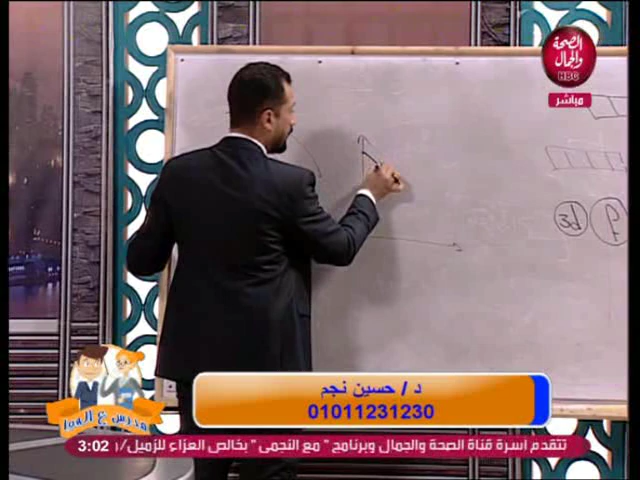 الصحة
والجمال
HBC
مباشر
د / حسين نجم
01011231230
مدرس ع الهوا
تتقدم اسرة قناة الصحة والجمال وبرنامج " مع النجمى " بخالص العزاء للزميل/ر
3:02